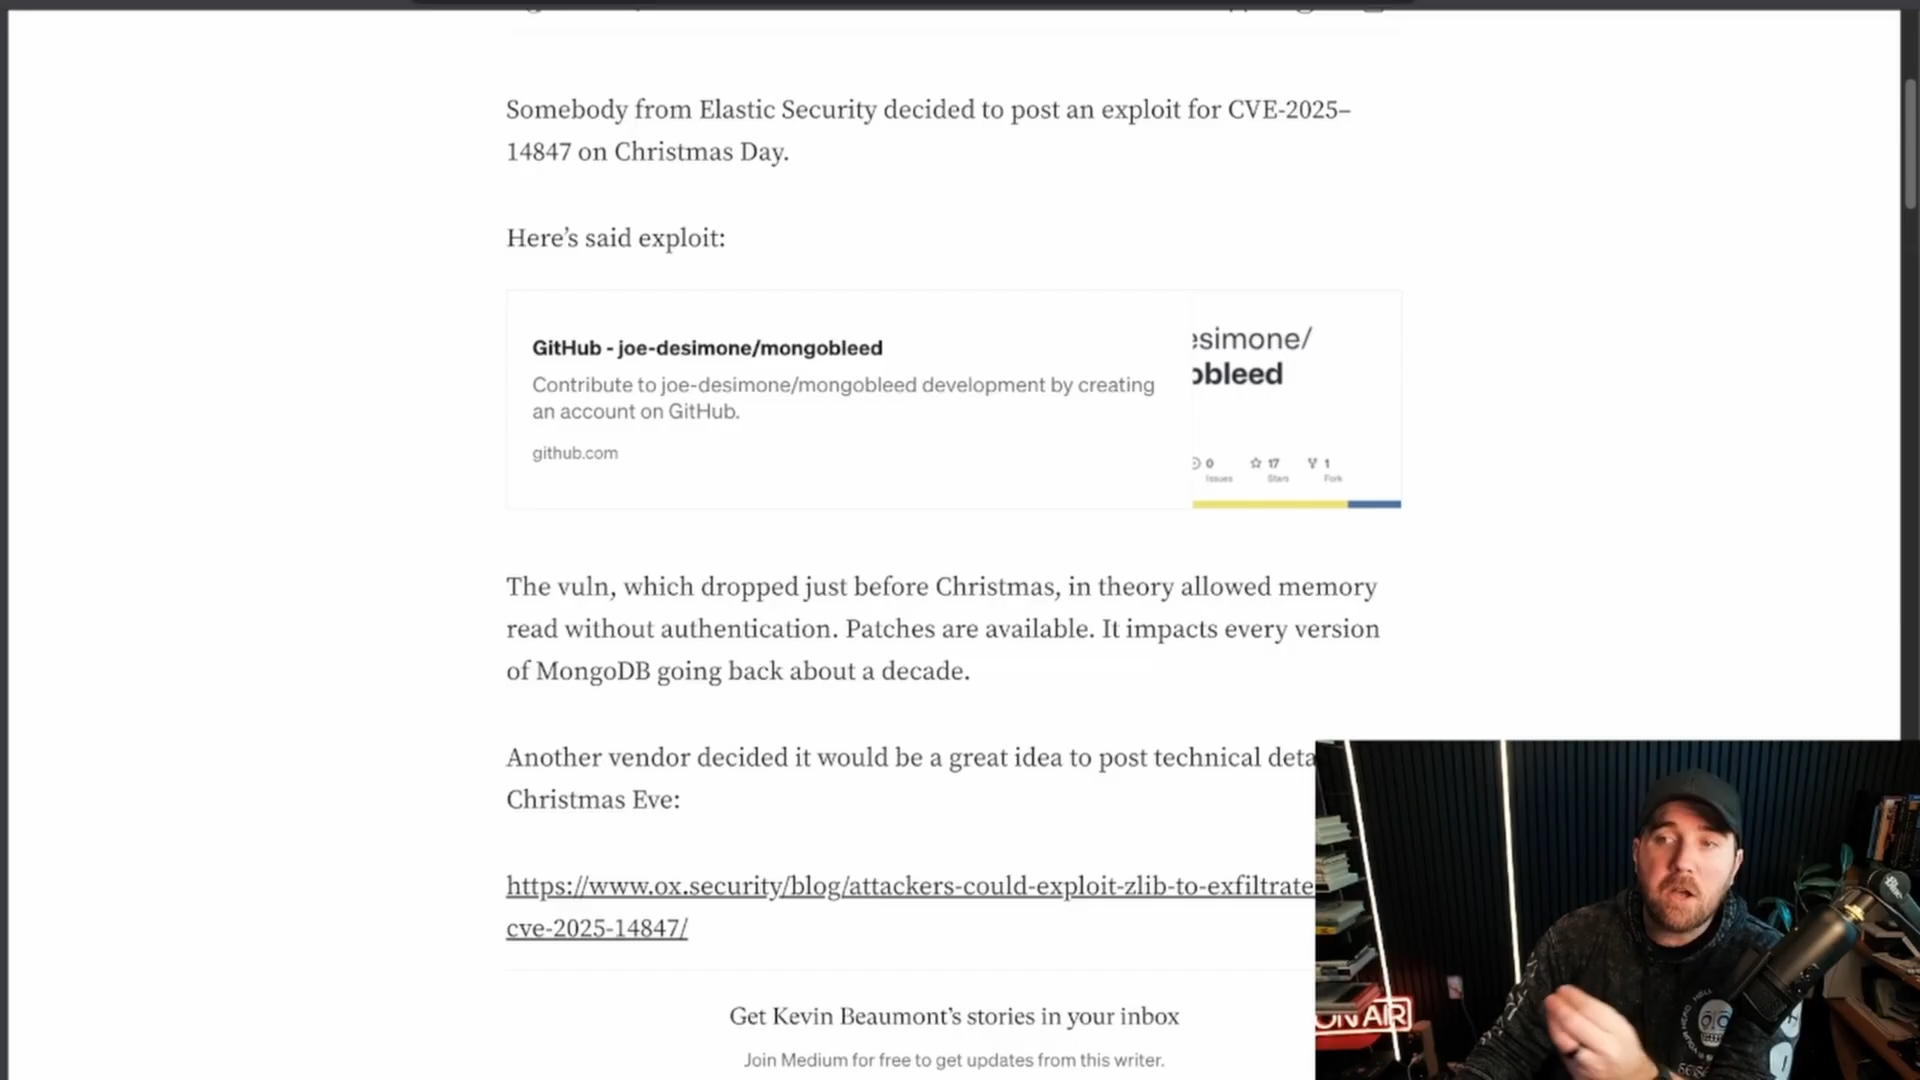 Somebody from Elastic Security decided to post an exploit for CVE-2025–
14847 on Christmas Day.
Here’s said exploit:
GitHub - joe-desimone/mongobleed
Contribute to joe-desimone/mongobleed development by creating
an account on GitHub.
github.com
esimone/
obleed
0
Issues
17
Stars
1
Fork
The vuln, which dropped just before Christmas, in theory allowed memory
read without authentication. Patches are available. It impacts every version
of MongoDB going back about a decade.
Another vendor decided it would be a great idea to post technical deta
Christmas Eve:
https://www.ox.security/blog/attackers-could-exploit-zlib-to-exfiltrate
cve-2025-14847/
Get Kevin Beaumont’s stories in your inbox
Join Medium for free to get updates from this writer.
ON AIR
Blue